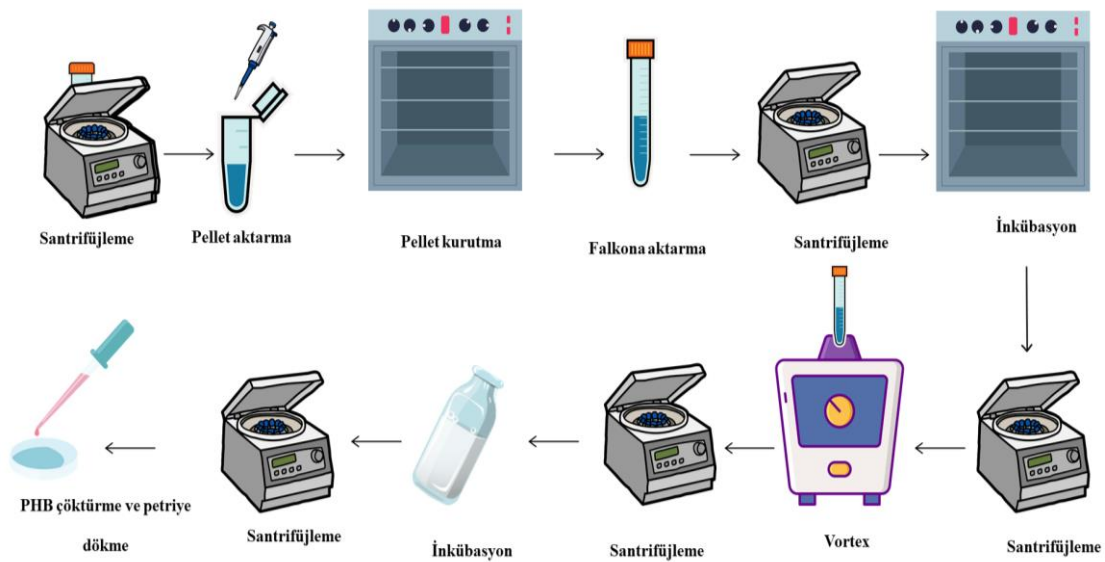 Santrifüjleme
Pellet aktarma
Pellet kurutma
Falkona aktarma
Santrifüjleme
İnkübasyon
Santrifüjleme
Vortex
Santrifüjleme
İnkübasyon
Santrifüjleme
PHB çöktürme ve petriye
dökme